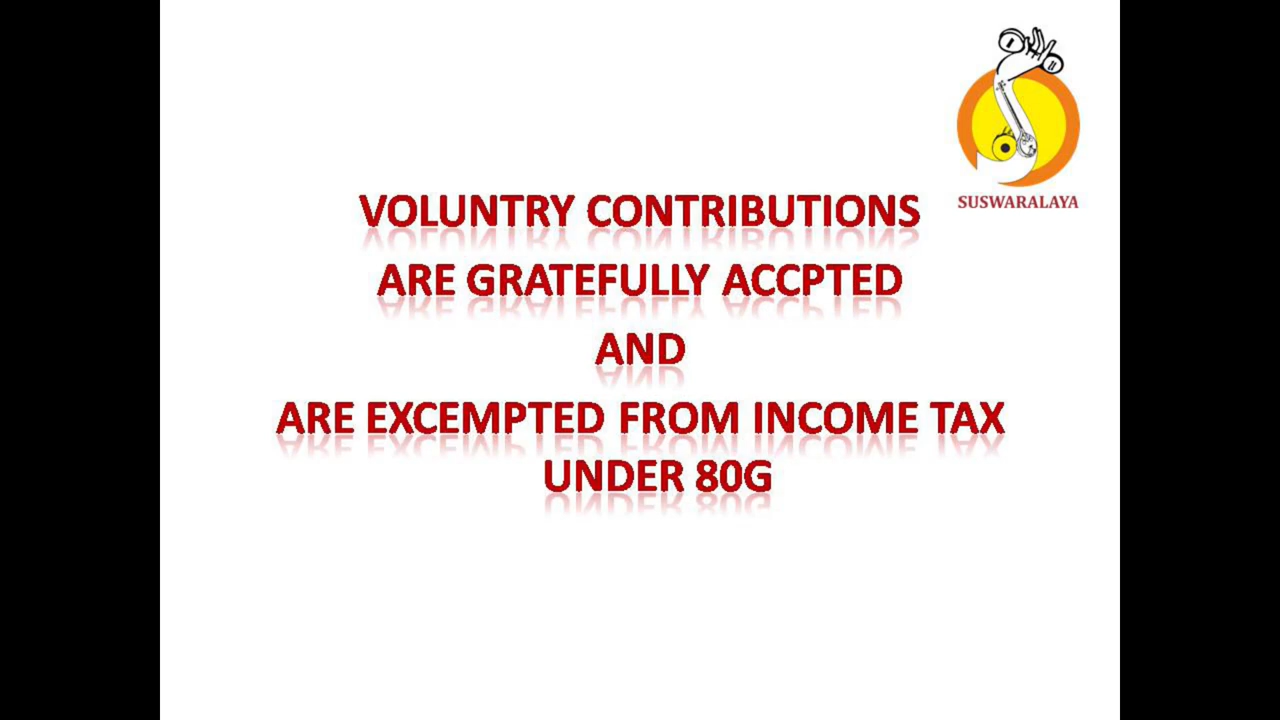 SUSWARALAYA
VOLUNTRY CONTRIBUTIONS
ARE GRATEFULLY ACCPTED
AND
ARE EXCEMPTED FROM INCOME TAX
UNDER 80G